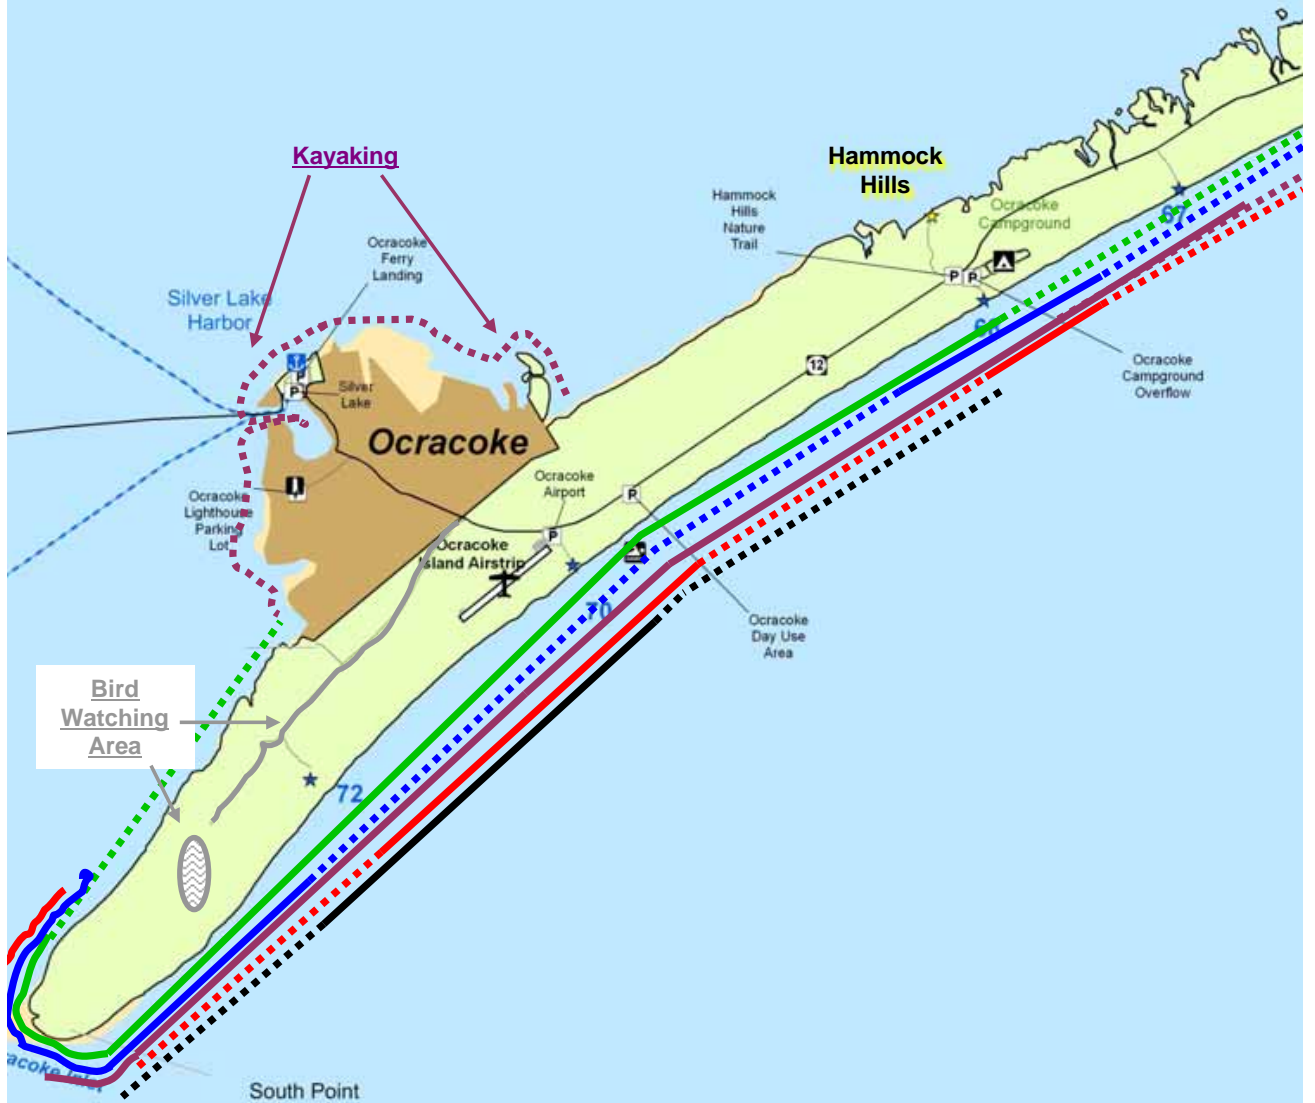 Kayaking
Hammock
Hills
Hammock
Hills
Nature
Trail
Ocracoke
Campground
67
Ocracoke
Ferry
Landing
Silver Lake
Harbor
P
P
68
12
P
P
Silver
Lake
Ocracoke
Campground
Overflow
Ocracoke
Ocracoke
Airport
P
Ocracoke
Lighthouse
Parking
Lot
P
Ocracoke
Island Airstrip
70
Ocracoke
Day Use
Area
Bird
Watching
Area
72
acoke Inlet
South Point